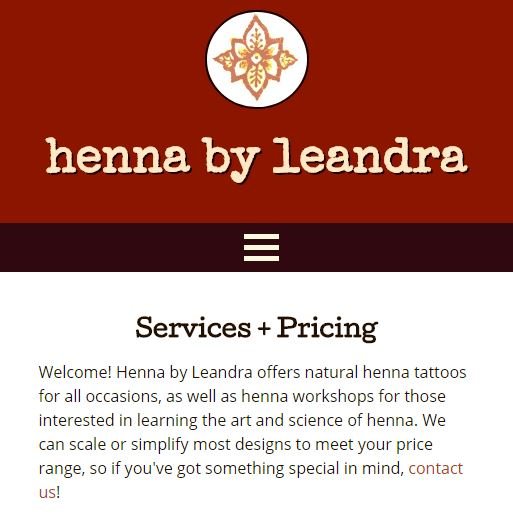 henna by leandra
Services + Pricing
Welcome! Henna by Leandra offers natural henna tattoos
for all occasions, as well as henna workshops for those
interested in learning the art and science of henna. We
can scale or simplify most designs to meet your price
range, so if you've got something special in mind, contact
us!